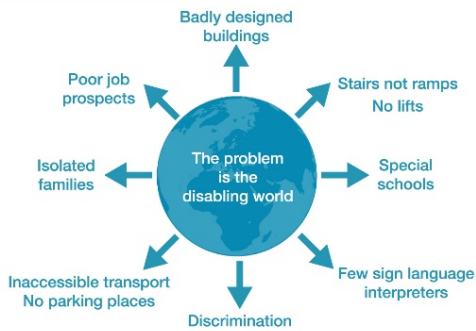 Badly designed
buildings
Poor job
prospects
Stairs not ramps
No lifts
Isolated
families
The problem
is the
disabling world
Special
schools
Inaccessible transport
No parking places
Few sign language
interpreters
Discrimination